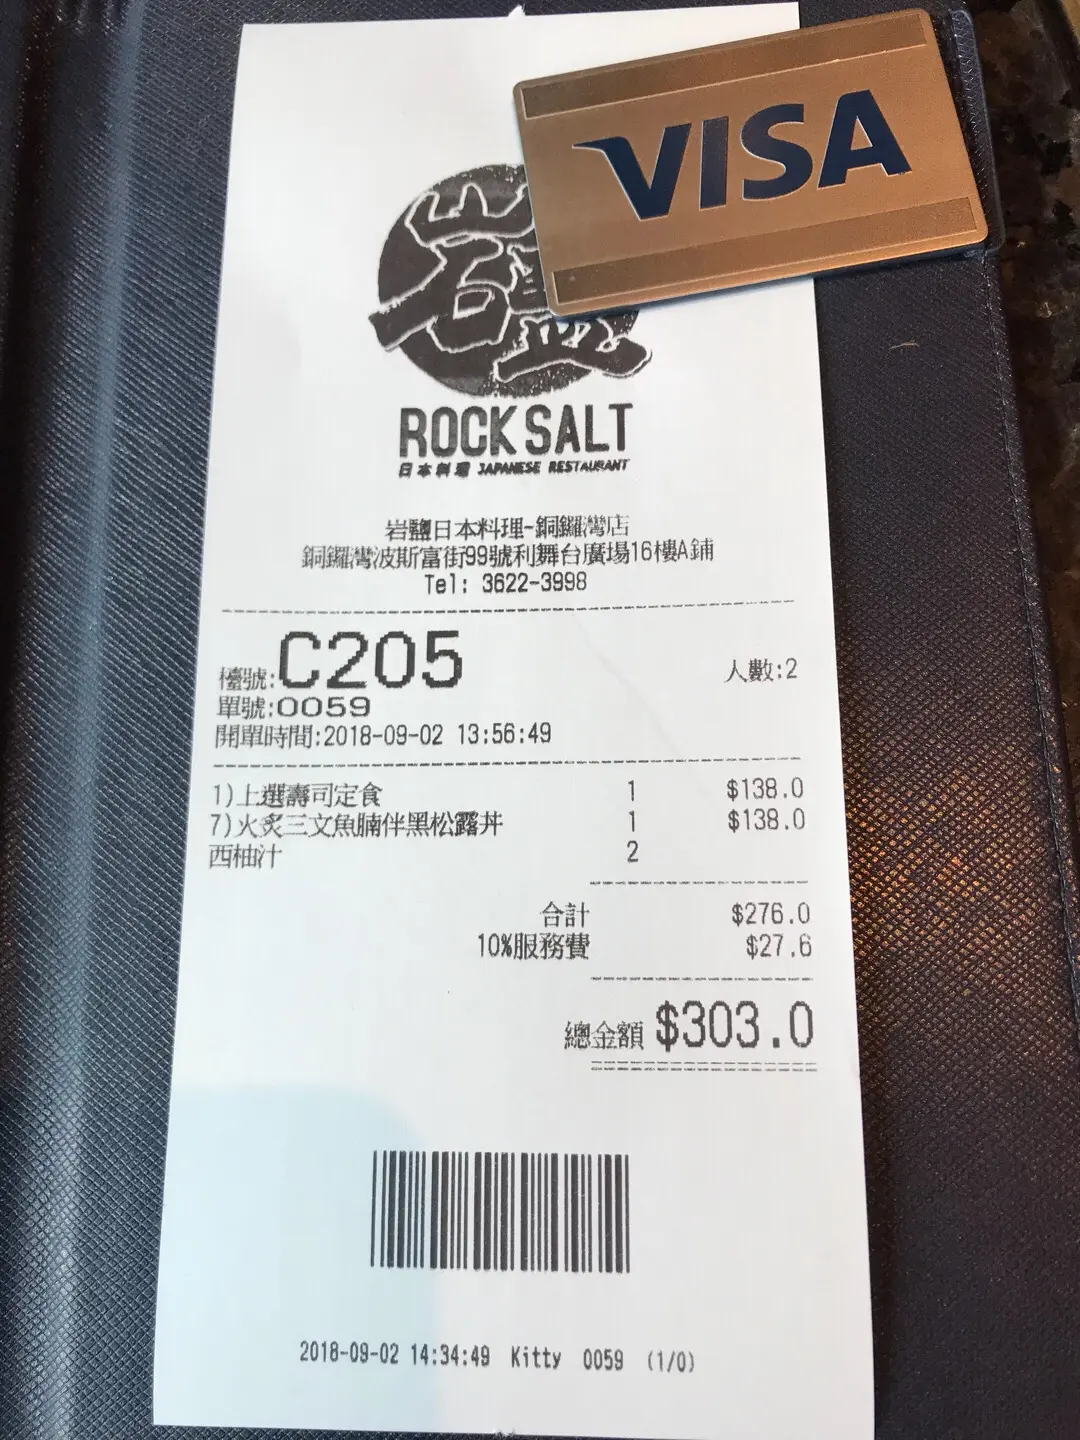 VISA
岩鹽
ROCK SALT
日本料理 JAPANESE RESTAURANT
岩鹽日本料理-銅鑼灣店
銅鑼灣波斯富街99號利舞台廣場16樓A鋪
Tel: 3622-3998
檯號:C205 人數:2
單號:0059
開單時間:2018-09-02 13:56:49
1)上選壽司定食 1 $138.0
7)火炙三文魚腩伴黑松露丼 1 $138.0
西柚汁 2
合計 $276.0
10%服務費 $27.6
總金額 $303.0
2018-09-02 14:34:49 Kitty 0059 (1/0)